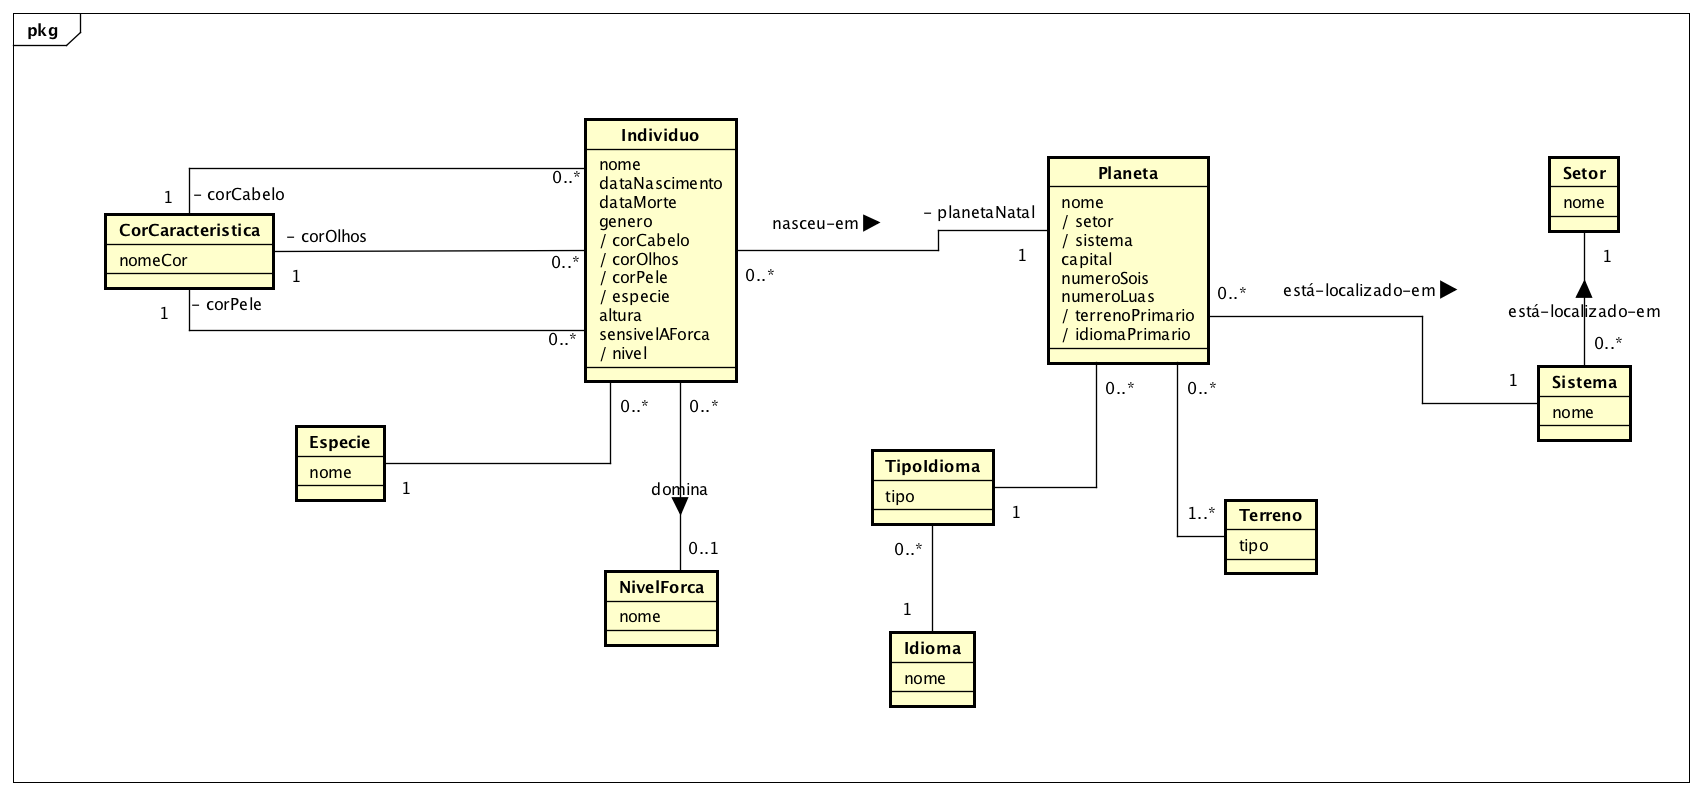 pkg
Individuo
nome
dataNascimento
dataMorte
genero
/ corCabelo
/ corOlhos
/ corPele
/ especie
altura
sensivelAForca
/ nivel
0..*
1
- corCabelo
CorCaracteristica
nomeCor
- corOlhos
1
0..*
1
- corPele
0..*
nasceu-em
- planetaNatal
0..*
1
Planeta
nome
/ setor
/ sistema
capital
numeroSois
numeroLuas
/ terrenoPrimario
/ idiomaPrimario
Setor
nome
1
está-localizado-em
0..*
0..*
está-localizado-em
1
Sistema
nome
0..*
0..*
0..*
0..*
Especie
nome
1
domina
0..1
NivelForca
nome
TipoIdioma
tipo
1
1..*
Terreno
tipo
0..*
1
Idioma
nome